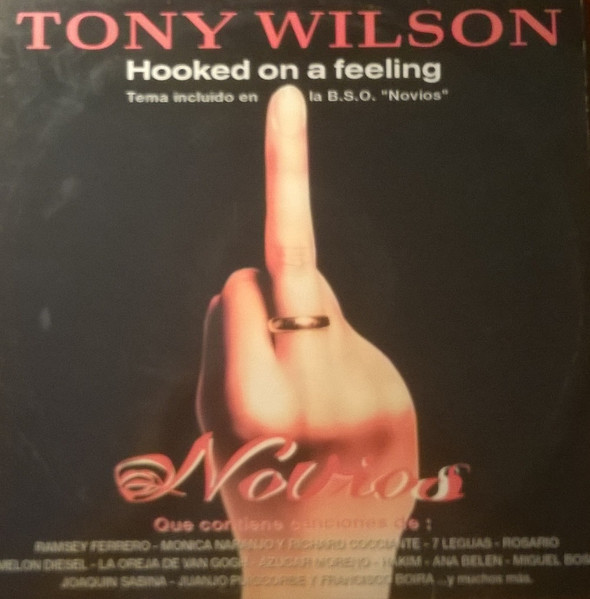 TONY WILSON
Hooked on a feeling
Tema incluido en la B.S.O. "Novios"
Novios
Que contiene canciones de :
RAMSEY FERRERO - MONICA NARANJO Y RICHARD COCCIANTE - 7 LEGUAS - ROSARIO
MELON DIESEL - LA OREJA DE VAN GOGH - AZUCAR MORENO - HAKIM - ANA BELEN - MIGUEL BOS
JOAQUIN SABINA - JUANJO PUIGCORBE Y FRANCISCO BOIRA ...y muchos más.